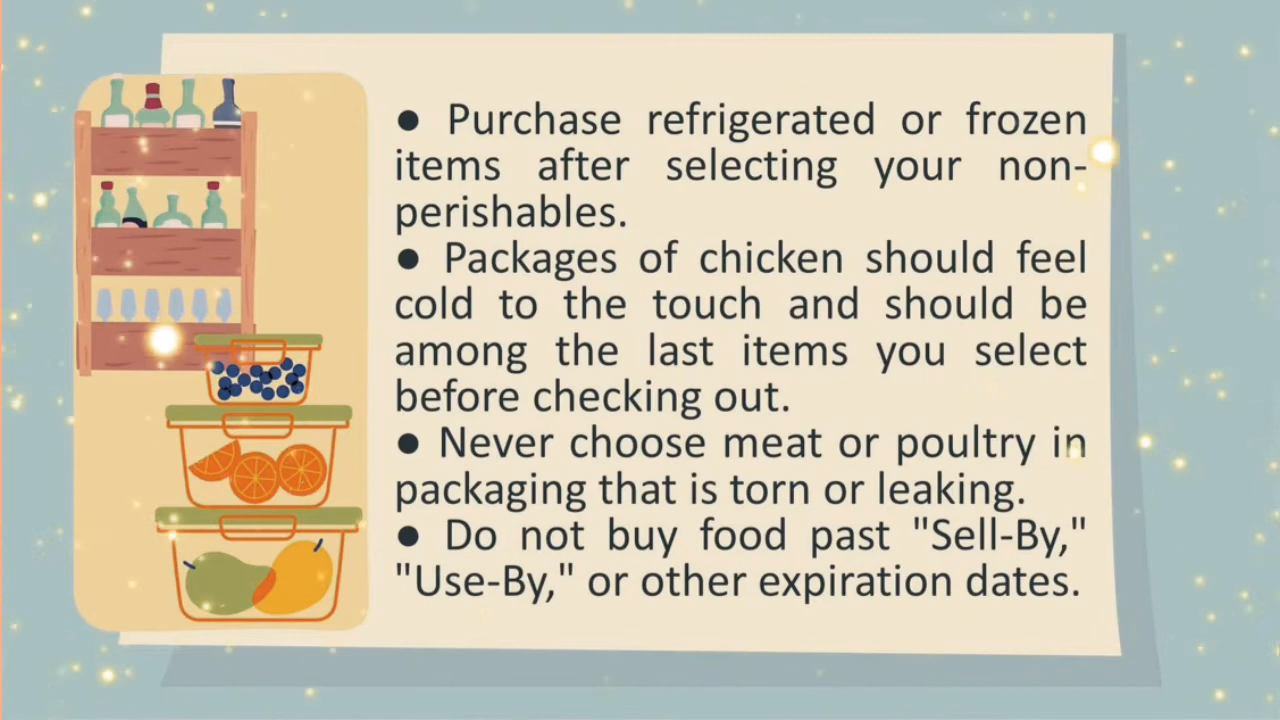 ● Purchase refrigerated or frozen
items after selecting your non-
perishables.
● Packages of chicken should feel
cold to the touch and should be
among the last items you select
before checking out.
● Never choose meat or poultry in
packaging that is torn or leaking.
● Do not buy food past "Sell-By,"
"Use-By," or other expiration dates.